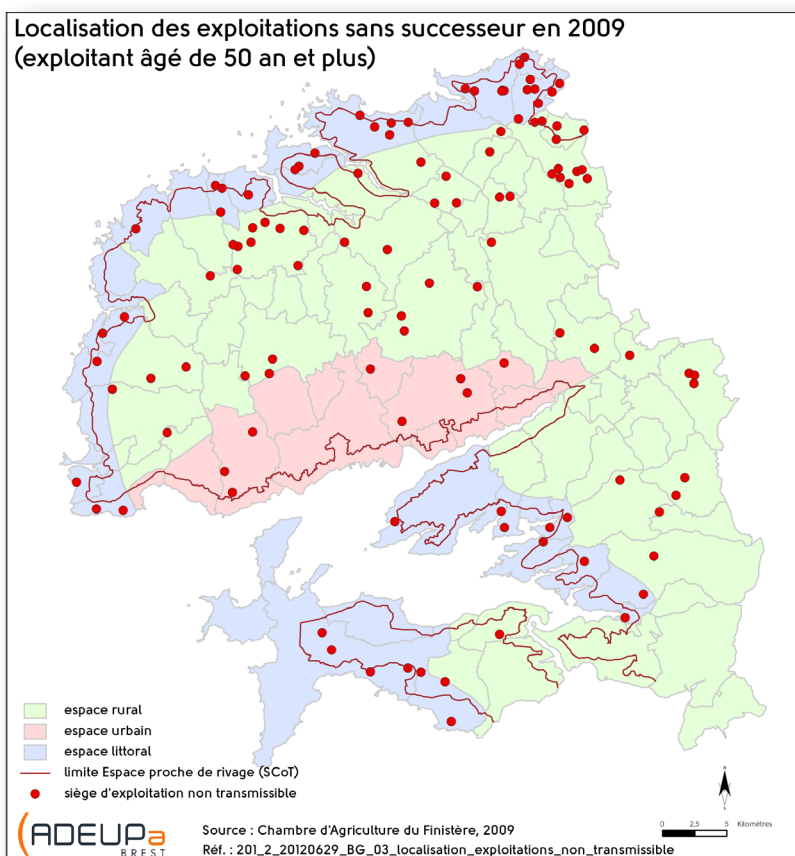 Localisation des exploitations sans successeur en 2009
(exploitant âgé de 50 an et plus)
espace rural
espace urbain
espace littoral
limite Espace proche de rivage (SCoT)
siège d'exploitation non transmissible
N
0 2,5 5 Kilomètres
ADEUPa
BREST
Source : Chambre d'Agriculture du Finistère, 2009
Réf. : 201_2_20120629_BG_03_localisation_exploitations_non_transmissible